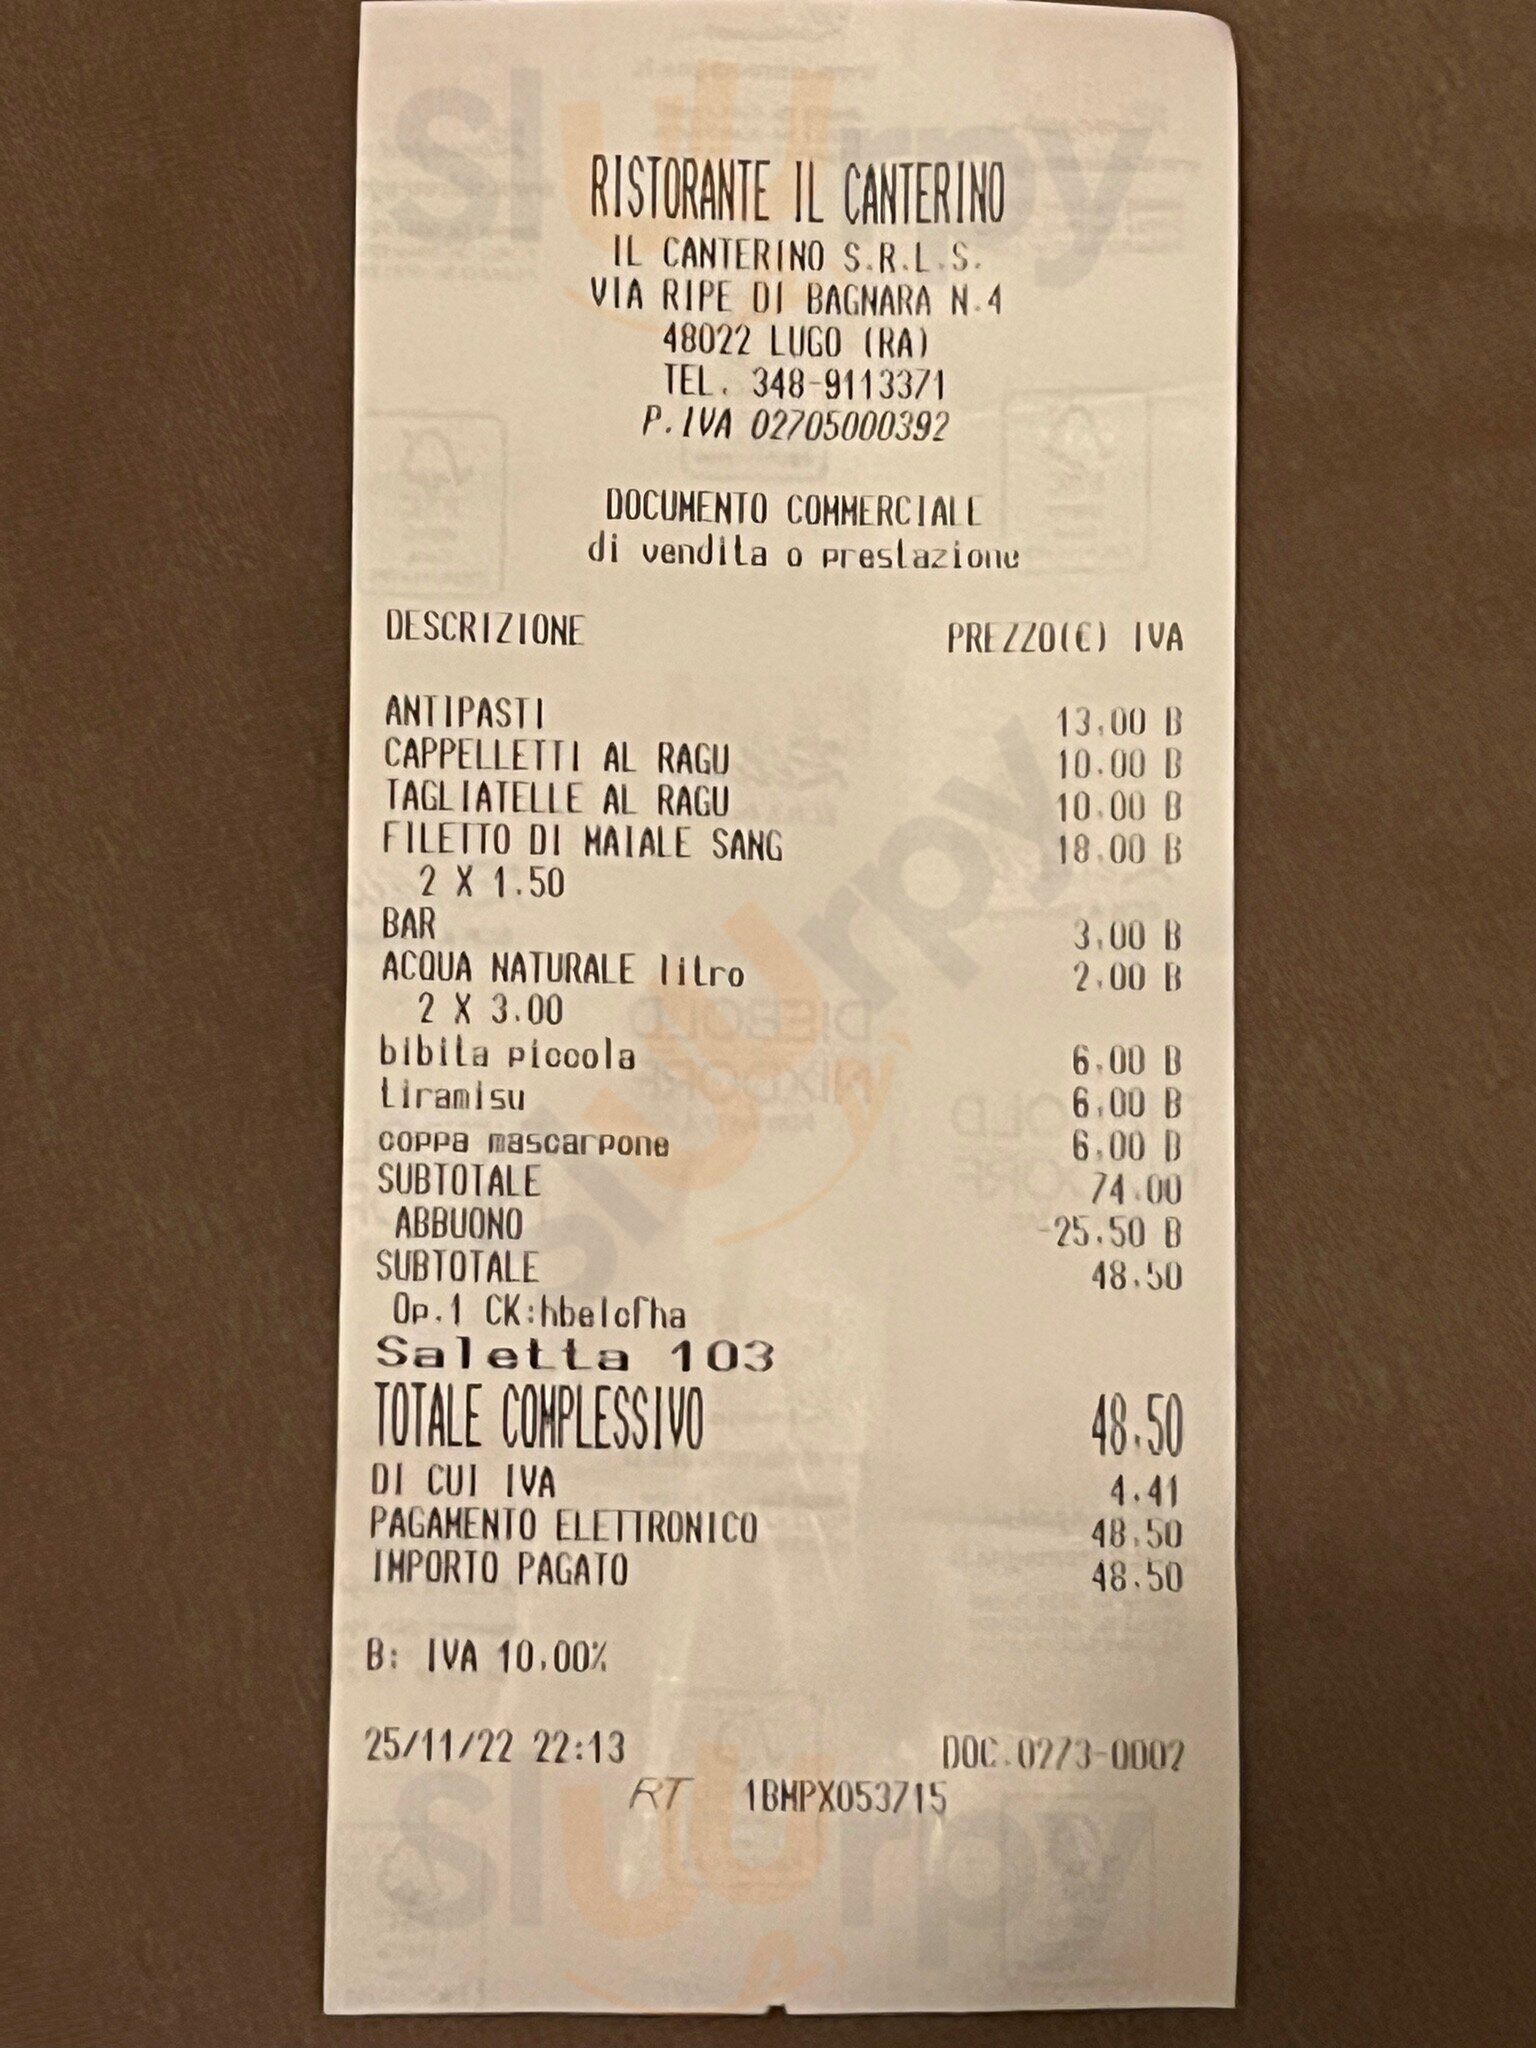 RISTORANTE IL CANTERINO
IL CANTERINO S.R.L.S.
VIA RIPE DI BAGNARA N.4
48022 LUGO (RA)
TEL. 348-9113371
P.IVA 02705000392
DOCUMENTO COMMERCIALE
di vendita o prestazione
DESCRIZIONE PREZZO(€) IVA
ANTIPASTI 13,00 B
CAPPELLETTI AL RAGU 10,00 B
TAGLIATELLE AL RAGU 10,00 B
FILETTO DI MAIALE SANG 18,00 B
2 X 1.50
BAR 3,00 B
ACQUA NATURALE litro 2,00 B
2 X 3.00
bibita piccola 6,00 B
tiramisu 6,00 B
coppa mascarpone 6,00 B
SUBTOTALE 74,00
ABBUONO -25,50 B
SUBTOTALE 48,50
Op.1 CK:hbelcfha
Saletta 103
TOTALE COMPLESSIVO 48,50
DI CUI IVA 4,41
PAGAMENTO ELETTRONICO 48,50
IMPORTO PAGATO 48,50
B: IVA 10,00%
25/11/22 22:13 DOC.0273-0002
RT 1BMPX053715
slurpy
slurpy
slurpy
DIEBOLD
NIXDORF